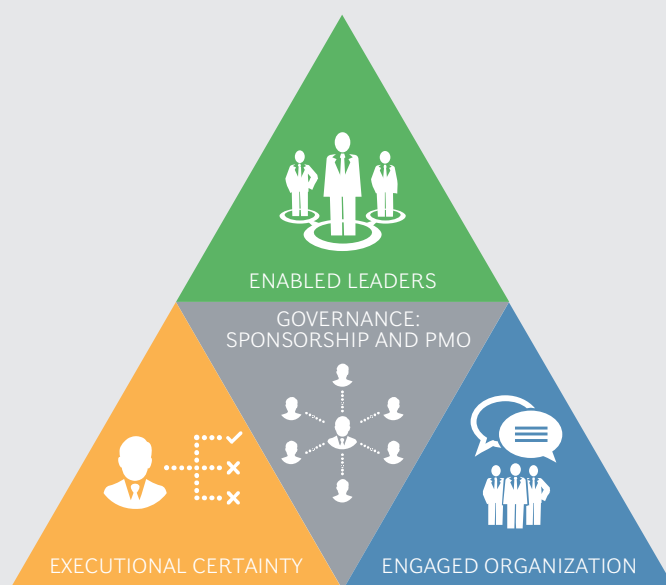 ENABLED LEADERS
GOVERNANCE:
SPONSORSHIP AND PMO
EXECUTIONAL CERTAINTY
ENGAGED ORGANIZATION